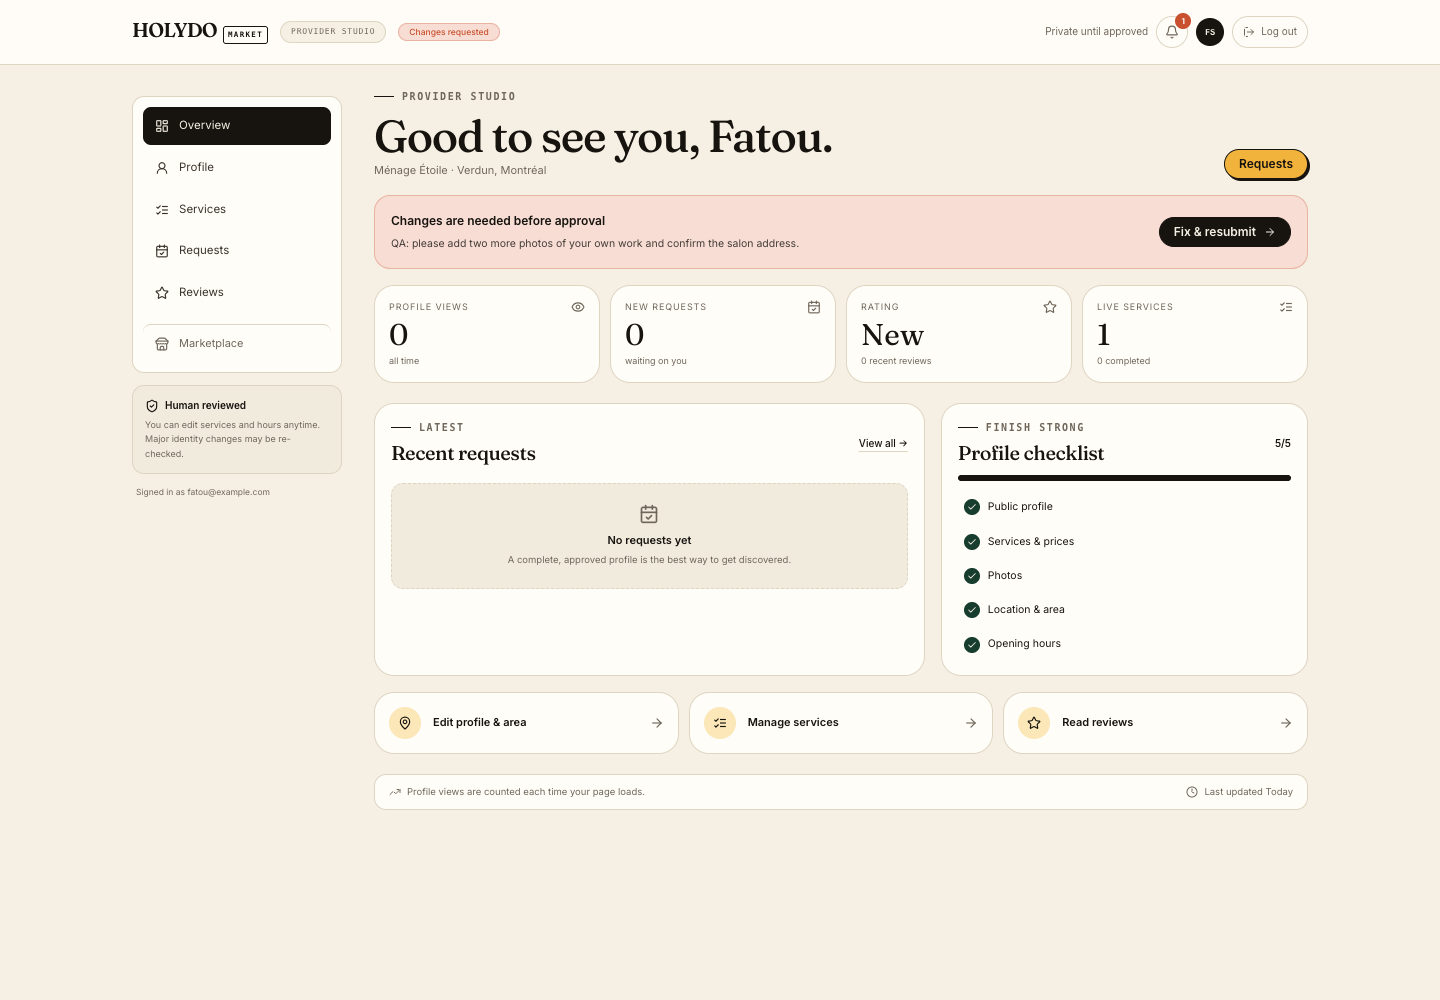 HOLYDO MARKET PROVIDER STUDIO Changes requested
Private until approved 1 FS Log out
Overview
Profile
Services
Requests
Reviews
Marketplace
Human reviewed
You can edit services and hours anytime.
Major identity changes may be re-
checked.
Signed in as fatou@example.com
PROVIDER STUDIO
Good to see you, Fatou.
Ménage Étoile · Verdun, Montréal
Requests
Changes are needed before approval
QA: please add two more photos of your own work and confirm the salon address.
Fix & resubmit →
PROFILE VIEWS
0
all time
NEW REQUESTS
0
waiting on you
RATING
New
0 recent reviews
LIVE SERVICES
1
0 completed
LATEST
Recent requests
View all →
No requests yet
A complete, approved profile is the best way to get discovered.
FINISH STRONG
Profile checklist
5/5
Public profile
Services & prices
Photos
Location & area
Opening hours
Edit profile & area →
Manage services →
Read reviews →
Profile views are counted each time your page loads.
Last updated Today